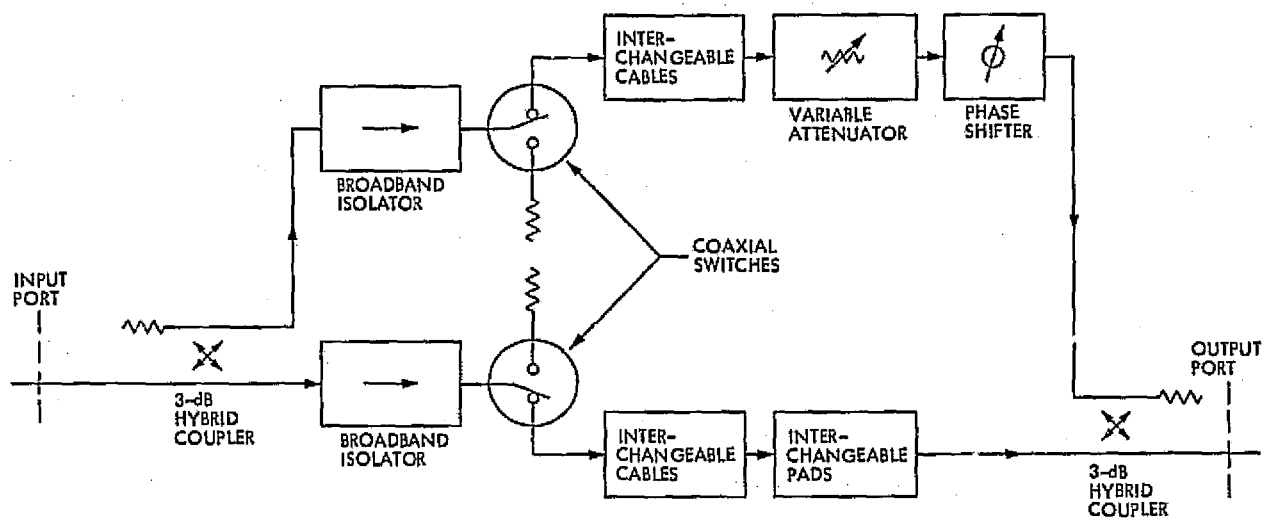 INTER-
CHANGEABLE
CABLES
VARIABLE
ATTENUATOR
PHASE
SHIFTER
BROADBAND
ISOLATOR
COAXIAL
SWITCHES
INPUT
PORT
3-dB
HYBRID
COUPLER
BROADBAND
ISOLATOR
INTER-
CHANGEABLE
CABLES
INTER-
CHANGEABLE
PADS
OUTPUT
PORT
3-dB
HYBRID
COUPLER